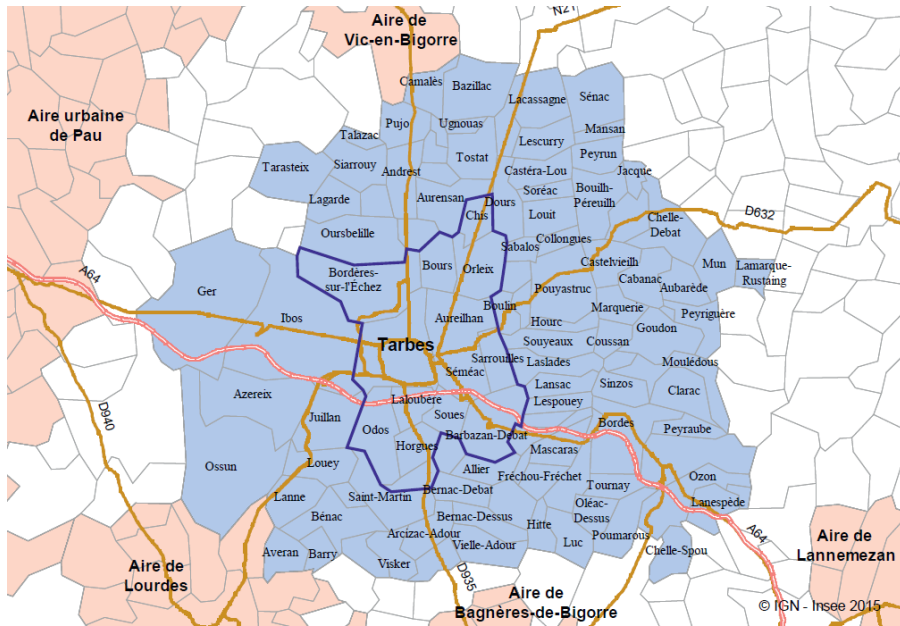 Aire de
Vic-en-Bigorre
N21
Aire urbaine
de Pau
Camalès
Bazillac
Lacassagne
Sénac
Pujo
Ugnouas
Mansan
Talazac
Lescurry
Peyrun
Tarasteix
Siarrouy
Andrest
Tostat
Castéra-Lou
Jacque
Lagarde
Aurensan
Dours
Soréac
Bouilh-
Péreuilh
Chis
Louit
Chelle-
Debat
D632
Oursbelille
Sabalos
Collongues
Bordères-
sur-l'Échez
Bours
Orleix
Castelvieilh
Mun
Lamarque-
Rustaing
A64
Ger
Pouyastruc
Cabanac
Aubarède
Ibos
Aureilhan
Boulin
Hourc
Marquerie
Peyriguère
Goudon
Tarbes
Souyeaux
Coussan
Séméac
Sarrouilles
Laslades
Moulédous
Azereix
Lansac
Sinzos
Clarac
Laloubère
Lespouey
D940
Juillan
Soues
Odos
Bordes
Peyraube
Horgues
Barbazan-Debat
Mascaras
Ossun
Louey
Allier
Fréchou-Fréchet
Ozon
Lanne
Saint-Martin
Bernac-Debat
Tournay
Lanespède
Bénac
Bernac-Dessus
Hitte
Oléac-
Dessus
Arcizac-Adour
Poumarous
A64
Averan
Barry
Vielle-Adour
Luc
Chelle-Spou
Visker
D935
Aire de
Lannemezan
Aire de
Lourdes
Aire de
Bagnères-de-Bigorre
© IGN - Insee 2015